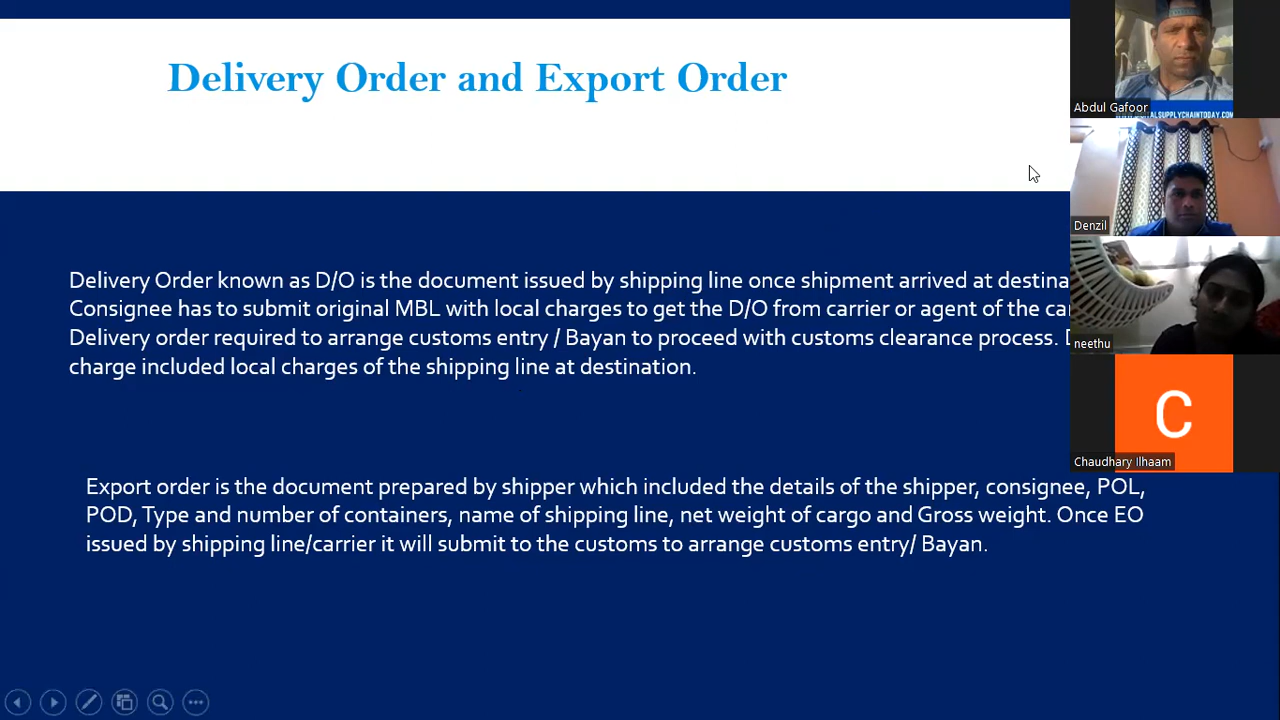 Delivery Order and Export Order
Delivery Order known as D/O is the document issued by shipping line once shipment arrived at
Consignee has to submit original MBL with local charges to get the D/O from carrier or agent of the
Delivery order required to arrange customs entry / Bayan to proceed with customs clearance process.
charge included local charges of the shipping line at destination.
Export order is the document prepared by shipper which included the details of the shipper, consignee, POL,
POD, Type and number of containers, name of shipping line, net weight of cargo and Gross weight. Once EO
issued by shipping line/carrier it will submit to the customs to arrange customs entry/ Bayan.
Abdul Gafoor
Denzil
neethu
C
Chaudhary Ilhaam